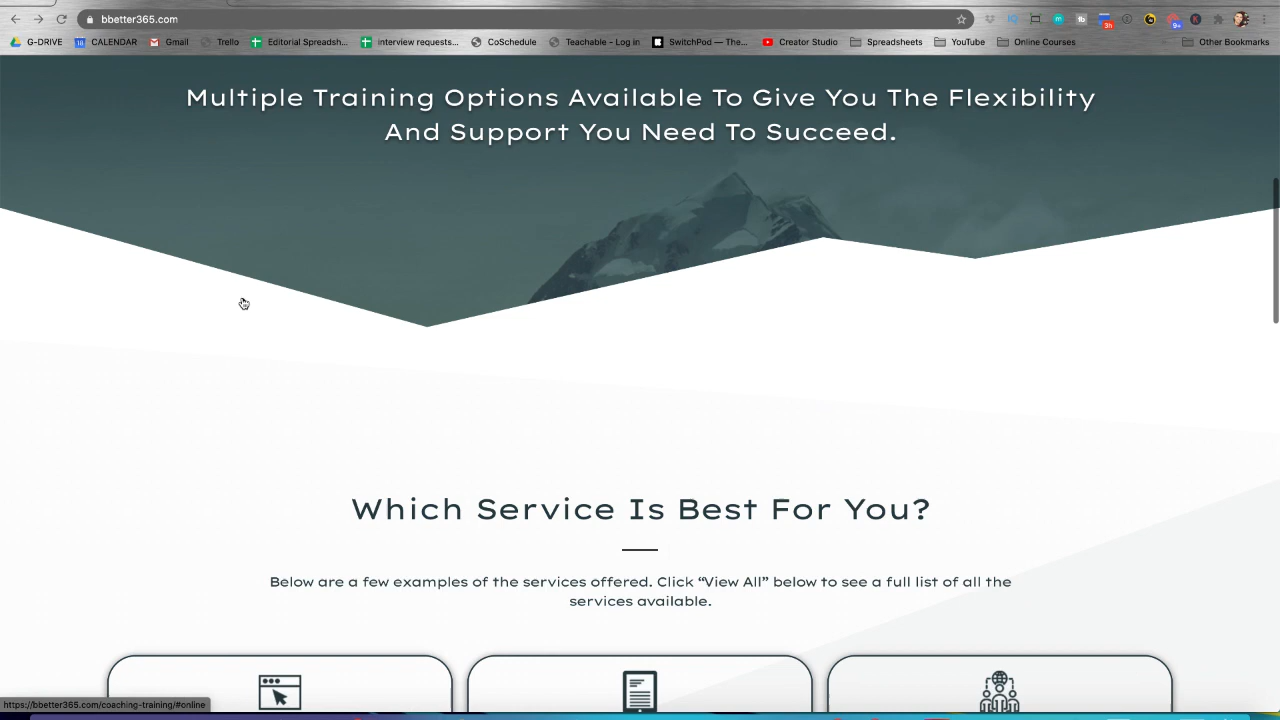 bbetter365.com
G-DRIVE CALENDAR Gmail Trello Editorial Spreadsh... interview requests... CoSchedule Teachable - Log in SwitchPod — The... Creator Studio Spreadsheets YouTube Online Courses Other Bookmarks
Multiple Training Options Available To Give You The Flexibility
And Support You Need To Succeed.
Which Service Is Best For You?
Below are a few examples of the services offered. Click “View All” below to see a full list of all the
services available.
https://bbetter365.com/coaching-training/#online